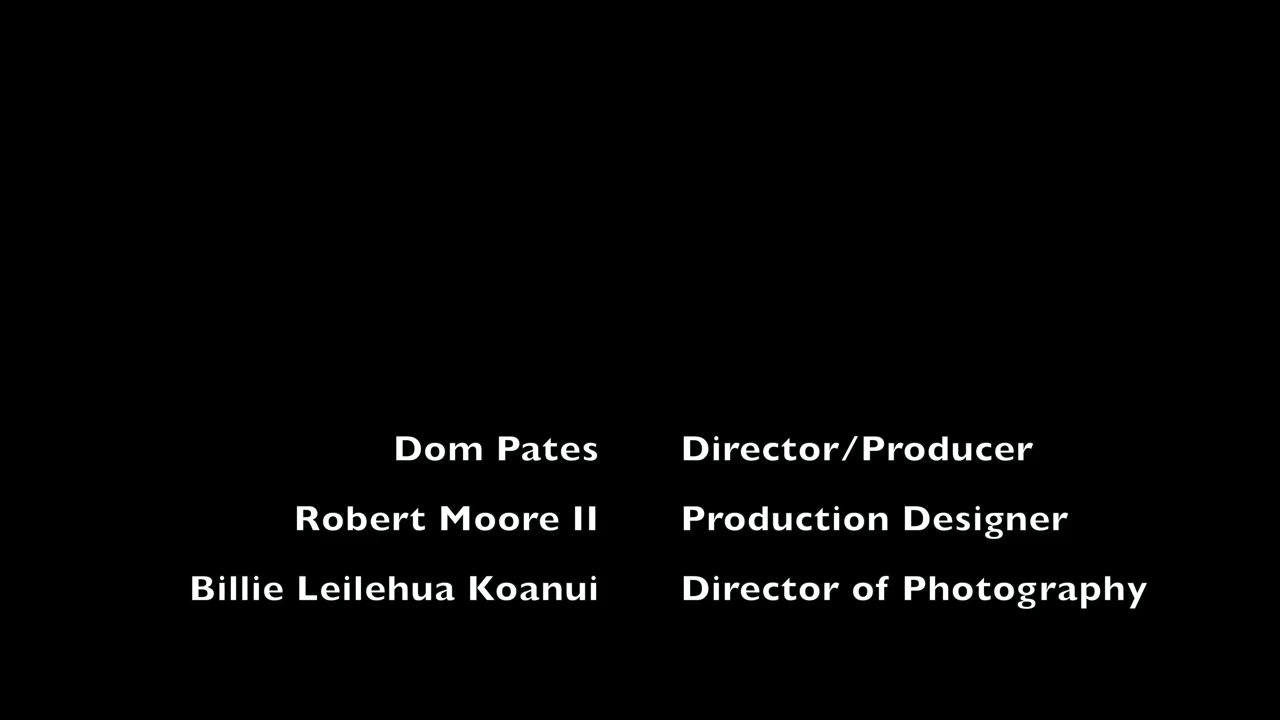 Dom Pates Director/Producer
Robert Moore II Production Designer
Billie Leilehua Koanui Director of Photography